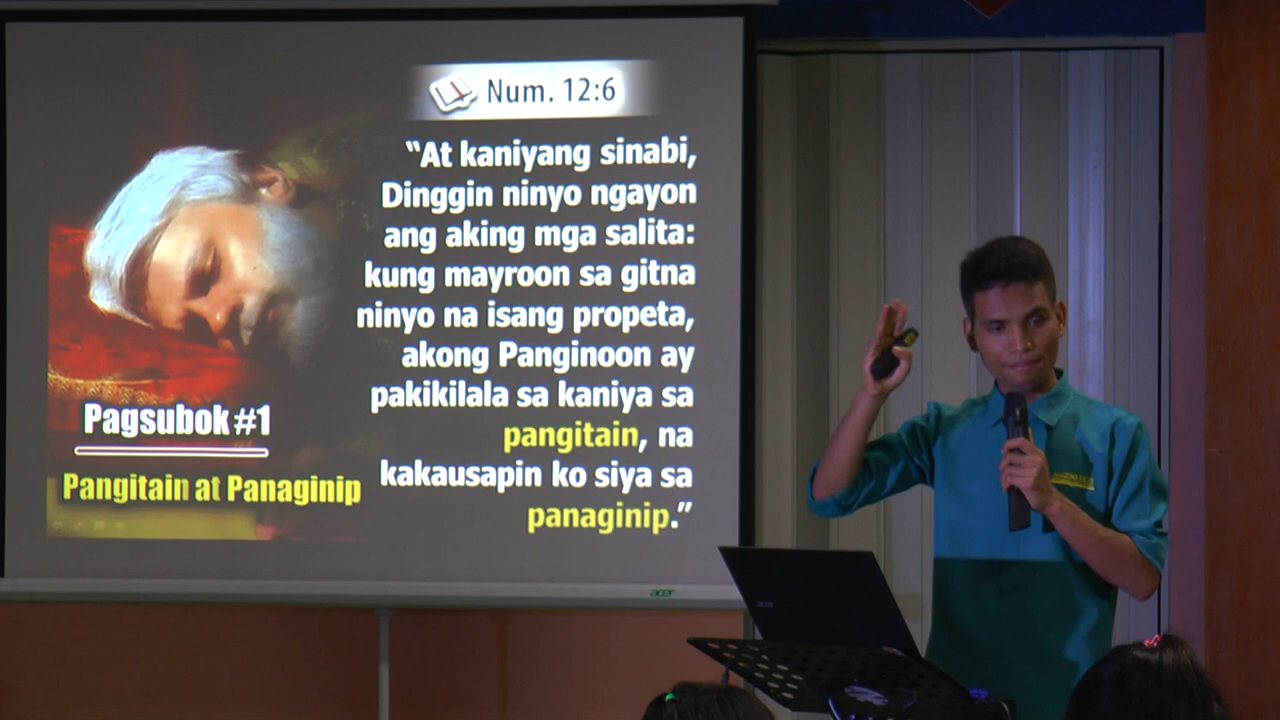 Num. 12:6
“At kaniyang sinabi,
Dinggin ninyo ngayon
ang aking mga salita:
kung mayroon sa gitna
ninyo na isang propeta,
akong Panginoon ay
pakikilala sa kaniya sa
pangitain, na
kakausapin ko siya sa
panaginip.”
Pagsubok #1
Pangitain at Panaginip
acer